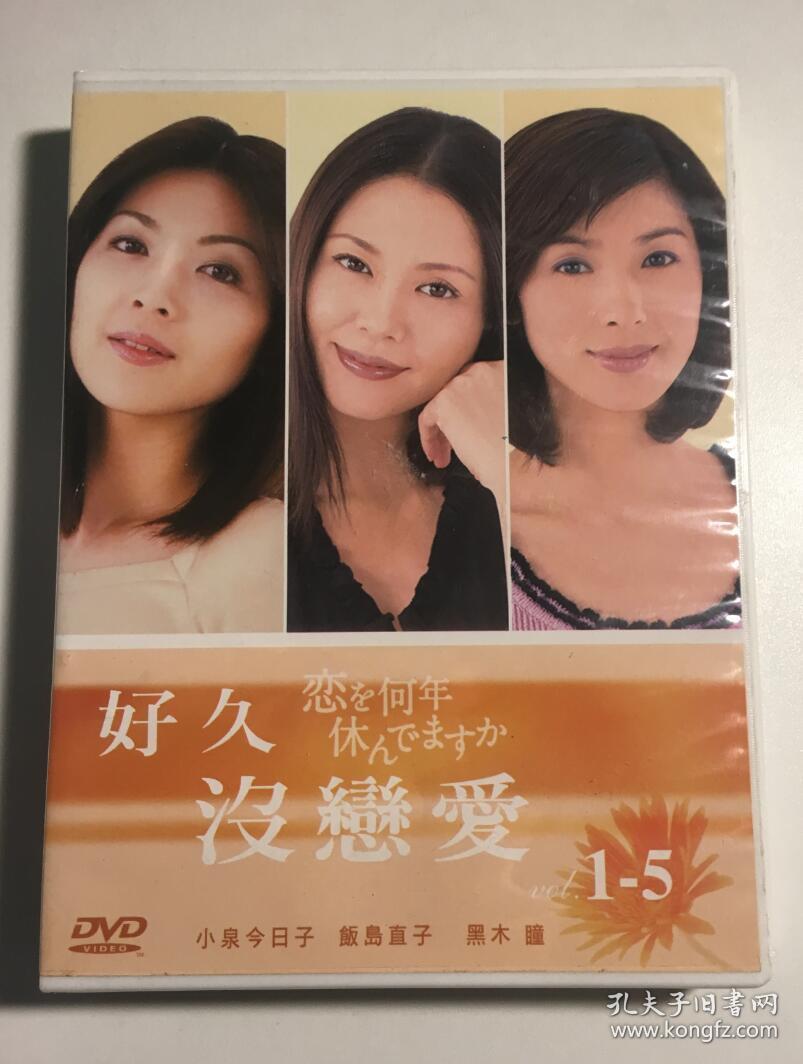 好久
恋を何年
休んでますか
沒戀愛
vol. 1-5
DVD
VIDEO
小泉今日子 飯島直子 黑木 瞳
孔夫子旧书网
www.kongfz.com